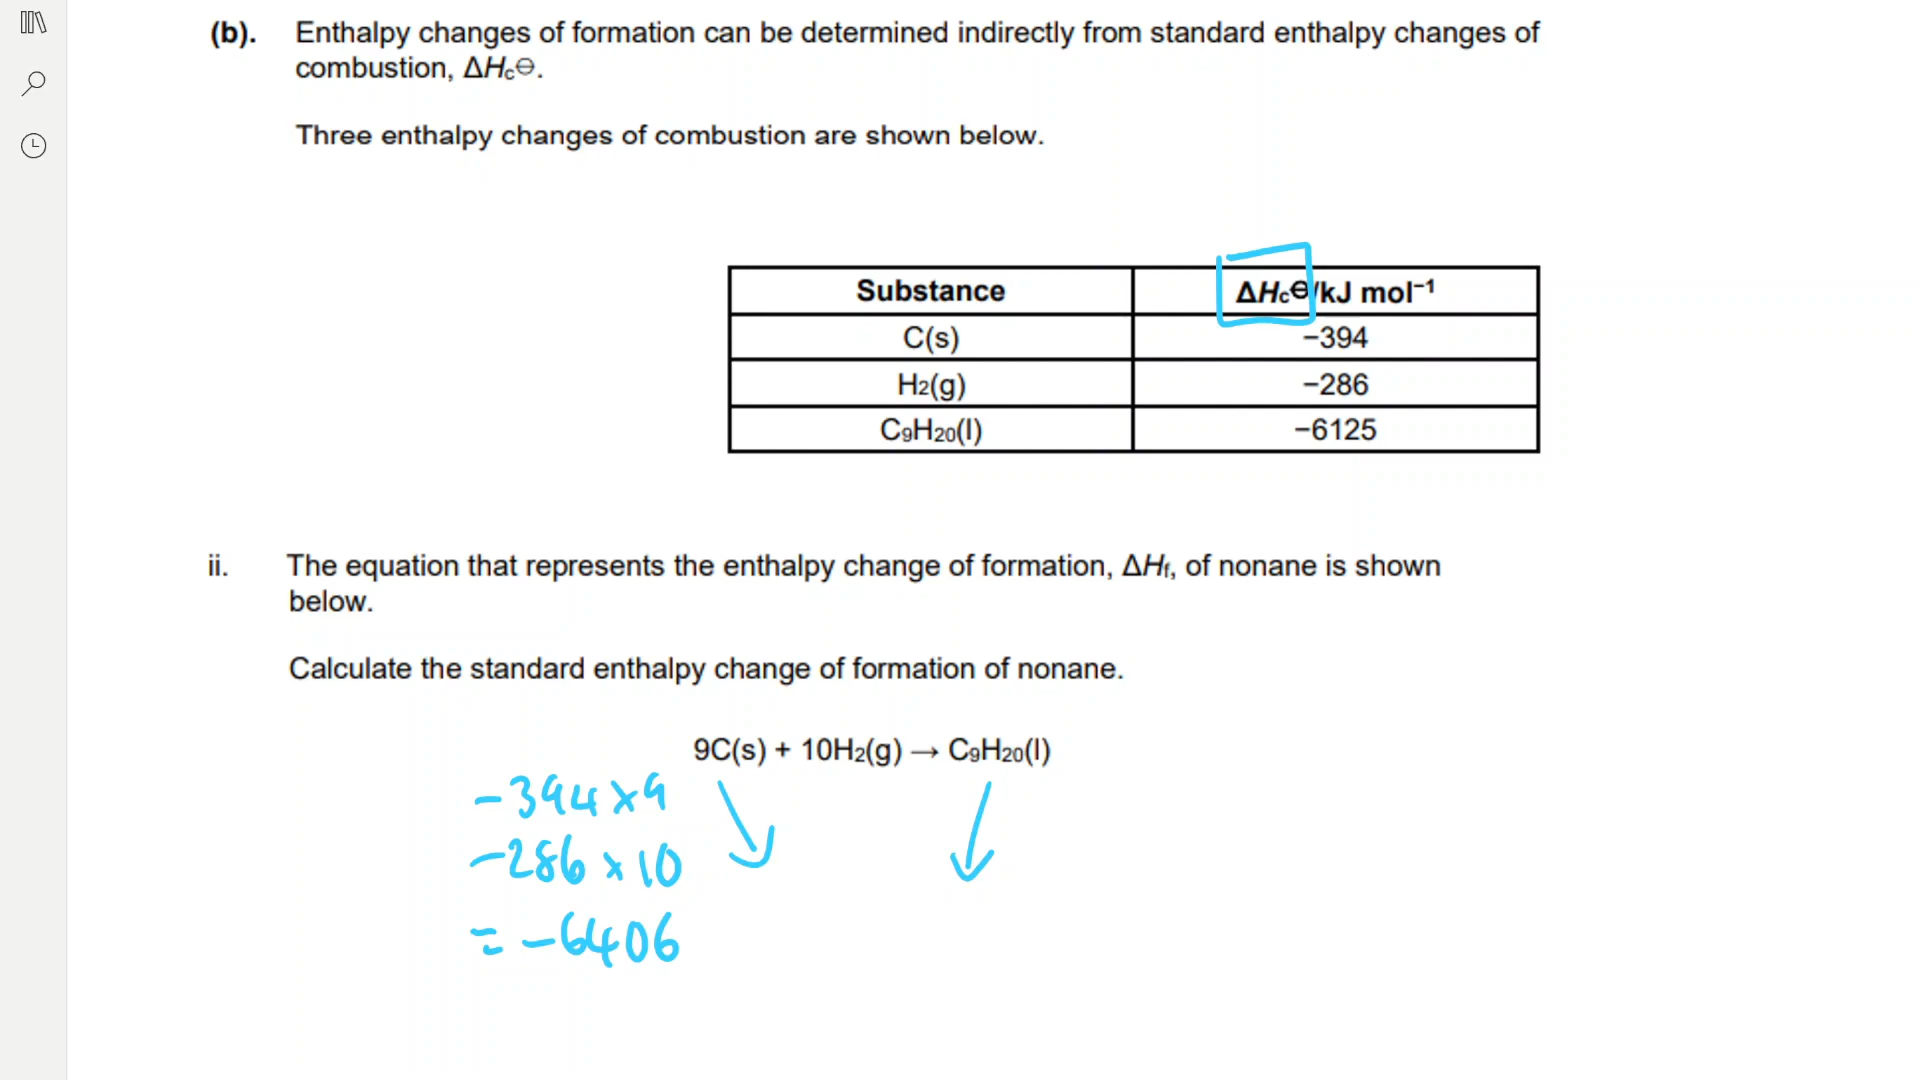 (b). Enthalpy changes of formation can be determined indirectly from standard enthalpy changes of
combustion, ΔHc⊖.
Three enthalpy changes of combustion are shown below.
Substance ΔHc⊖/kJ mol⁻¹
C(s) −394
H₂(g) −286
C₉H₂₀(l) −6125
ii. The equation that represents the enthalpy change of formation, ΔHf, of nonane is shown
below.
Calculate the standard enthalpy change of formation of nonane.
9C(s) + 10H₂(g) → C₉H₂₀(l)
-394 x 9
-286 x 10
= -6406